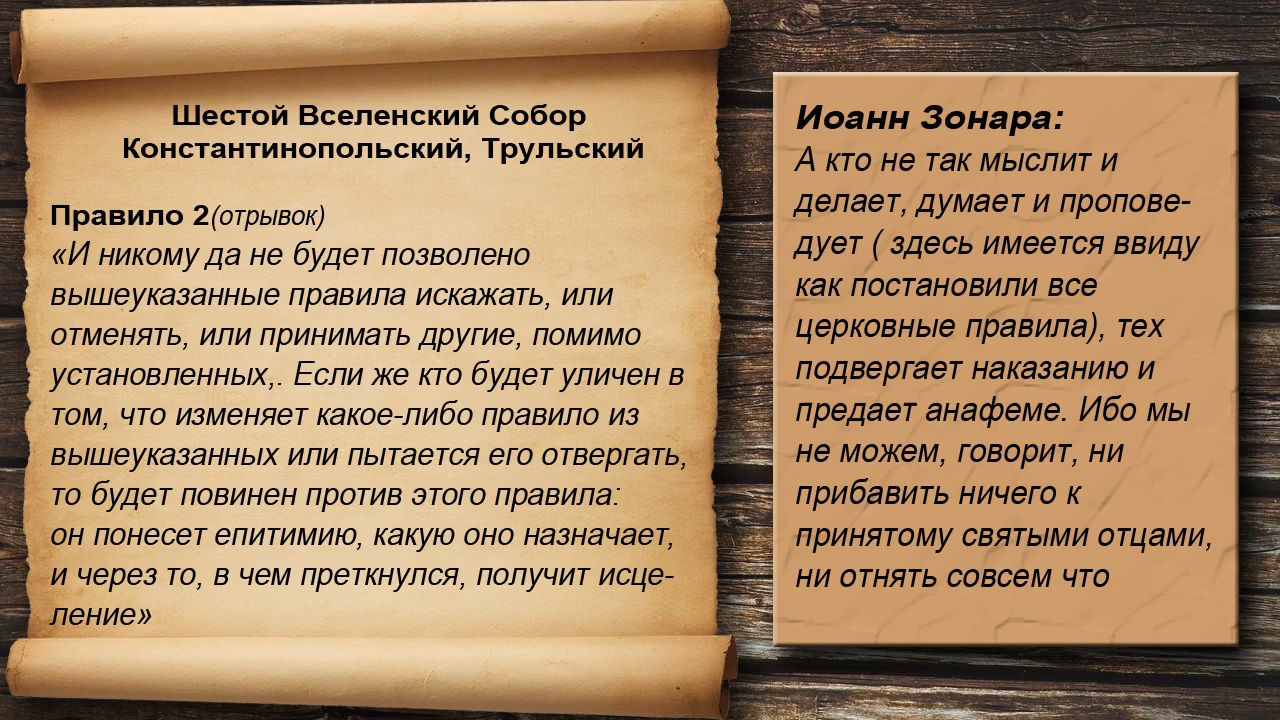 Шестой Вселенский Собор
Константинопольский, Трульский
Правило 2(отрывок)
«И никому да не будет позволено
вышеуказанные правила искажать, или
отменять, или принимать другие, помимо
установленных,. Если же кто будет уличен в
том, что изменяет какое-либо правило из
вышеуказанных или пытается его отвергать,
то будет повинен против этого правила:
он понесет епитимию, какую оно назначает,
и через то, в чем преткнулся, получит исце-
ление»
Иоанн Зонара:
А кто не так мыслит и
делает, думает и пропове-
дует ( здесь имеется ввиду
как постановили все
церковные правила), тех
подвергает наказанию и
предает анафеме. Ибо мы
не можем, говорит, ни
прибавить ничего к
принятому святыми отцами,
ни отнять совсем что